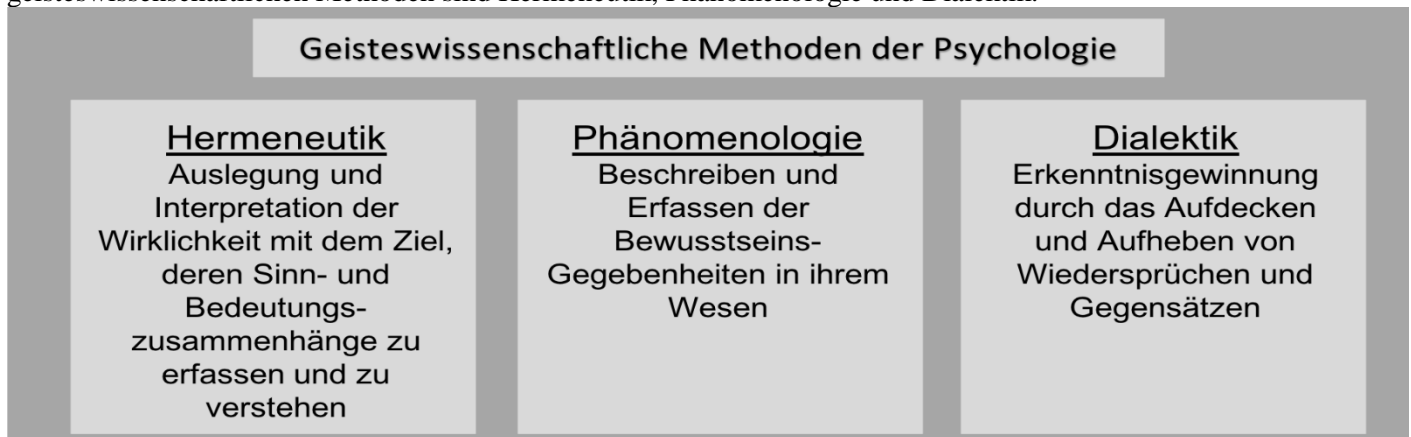 geisteswissenschaftlichen Methoden sind Hermeneutik, Phänomenologie und Dialektik.
Geisteswissenschaftliche Methoden der Psychologie
Hermeneutik
Auslegung und
Interpretation der
Wirklichkeit mit dem Ziel,
deren Sinn- und
Bedeutungs-
zusammenhänge zu
erfassen und zu
verstehen
Phänomenologie
Beschreiben und
Erfassen der
Bewusstseins-
Gegebenheiten in ihrem
Wesen
Dialektik
Erkenntnisgewinnung
durch das Aufdecken
und Aufheben von
Wiedersprüchen und
Gegensätzen